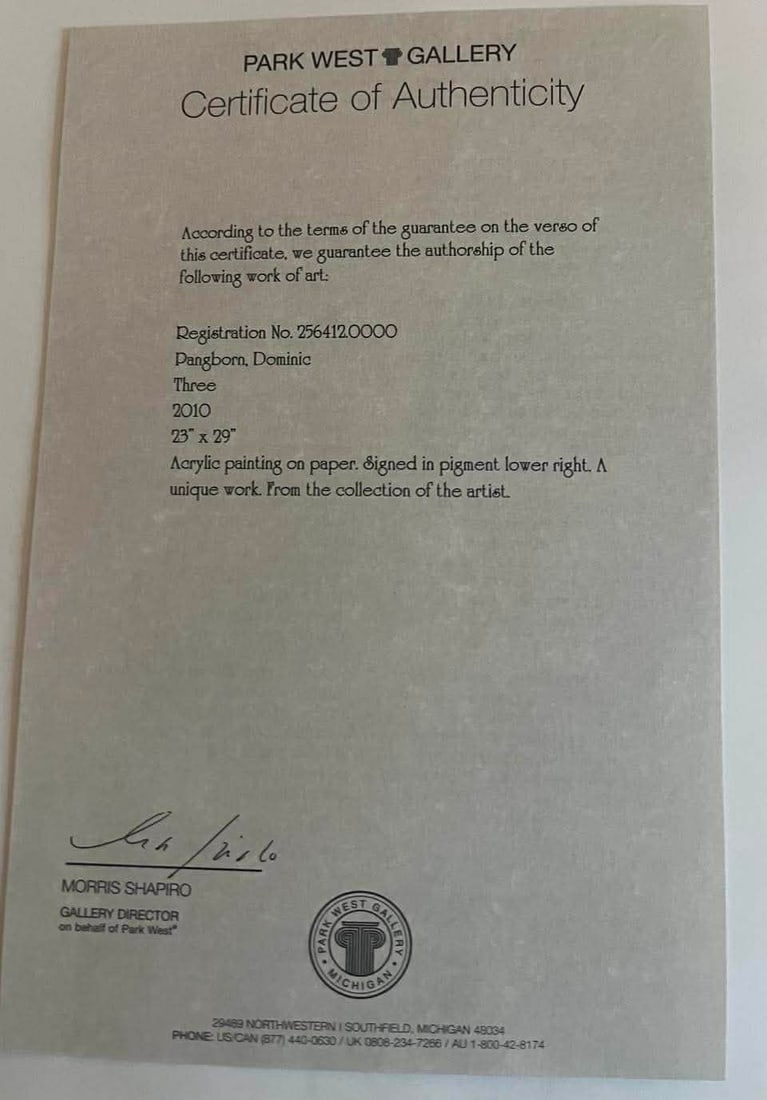 PARK WEST GALLERY
Certificate of Authenticity
According to the terms of the guarantee on the verso of
this certificate, we guarantee the authorship of the
following work of art:
Registration No. 256412.0000
Pangborn, Dominic
Three
2010
23" x 29"
Acrylic painting on paper. Signed in pigment lower right. A
unique work. From the collection of the artist.
MORRIS SHAPIRO
GALLERY DIRECTOR
on behalf of Park West®
PARK WEST GALLERY
MICHIGAN
29469 NORTHWESTERN | SOUTHFIELD, MICHIGAN 48034
PHONE: US/CAN (877) 440-0630 / UK 0808-234-7266 / AU 1-800-42-8174